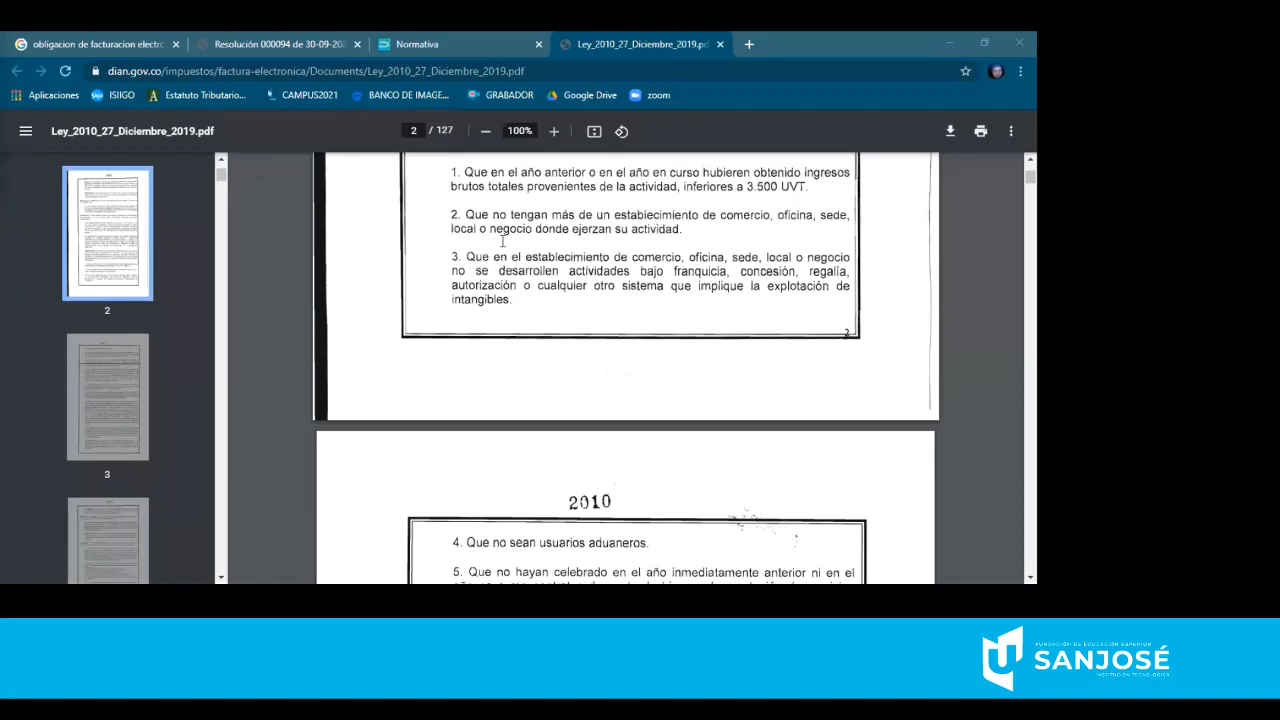 obligacion de facturacion electro
Resolución 000094 de 30-09-202
Normativa
Ley_2010_27_Diciembre_2019.pdf
dian.gov.co/impuestos/factura-electronica/Documents/Ley_2010_27_Diciembre_2019.pdf
Aplicaciones
SIIGO
Estatuto Tributario...
CAMPUS2021
BANCO DE IMAGE...
GRABADOR
Google Drive
zoom
Ley_2010_27_Diciembre_2019.pdf
2 / 127
100%
1. Que en el año anterior o en el año en curso hubieren obtenido ingresos
brutos totales provenientes de la actividad, inferiores a 3.500 UVT.
2. Que no tengan más de un establecimiento de comercio, oficina, sede,
local o negocio donde ejerzan su actividad.
3. Que en el establecimiento de comercio, oficina, sede, local o negocio
no se desarrollen actividades bajo franquicia, concesión, regalía,
autorización o cualquier otro sistema que implique la explotación de
intangibles.
2
2
2010
4. Que no sean usuarios aduaneros.
5. Que no hayan celebrado en el año inmediatamente anterior ni en el
3
FUNDACIÓN DE EDUCACIÓN SUPERIOR
SANJOSÉ
INSTITUCIÓN TECNOLÓGICA